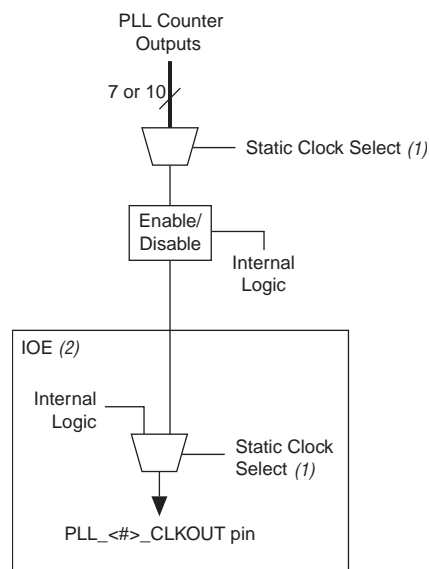 PLL Counter
Outputs
7 or 10
Static Clock Select (1)
Enable/
Disable
Internal
Logic
IOE (2)
Internal
Logic
Static Clock
Select (1)
PLL_<#>_CLKOUT pin